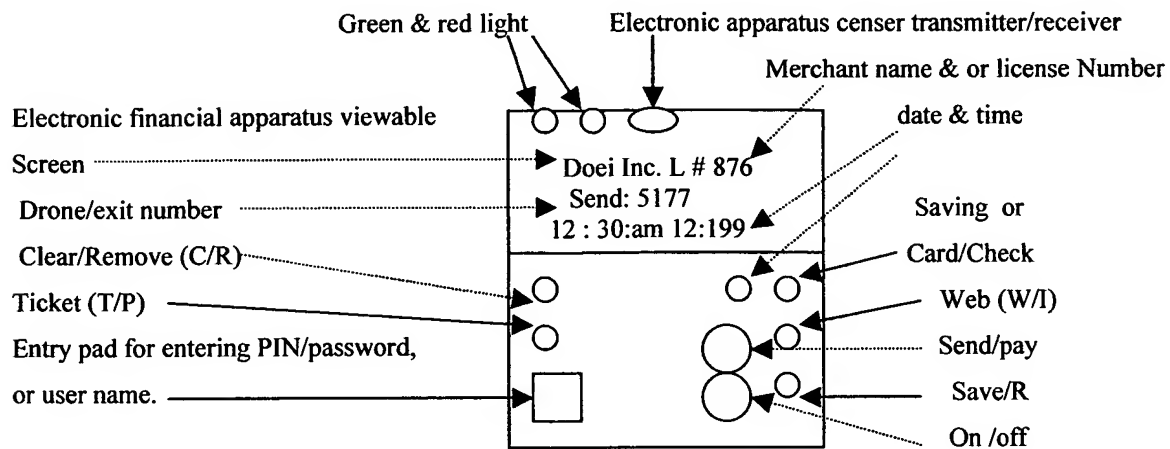 Green & red light
Electronic apparatus censer transmitter/receiver
Merchant name & or license Number
Electronic financial apparatus viewable
date & time
Screen
Doei Inc. L # 876
Send: 5177
Drone/exit number
12 : 30:am 12:199
Saving or
Clear/Remove (C/R)
Card/Check
Ticket (T/P)
Web (W/I)
Entry pad for entering PIN/password,
Send/pay
or user name.
Save/R
On /off